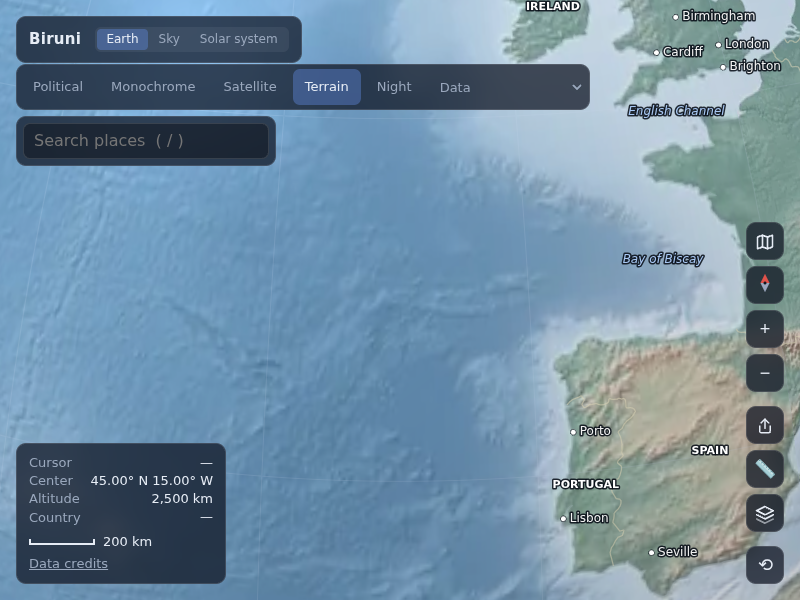 IRELAND
Birmingham
Cardiff
London
Brighton
Biruni
Earth
Sky
Solar system
Political
Monochrome
Satellite
Terrain
Night
Data
Search places ( / )
English Channel
Bay of Biscay
Porto
SPAIN
PORTUGAL
Lisbon
Seville
Cursor —
Center 45.00° N 15.00° W
Altitude 2,500 km
Country —
200 km
Data credits